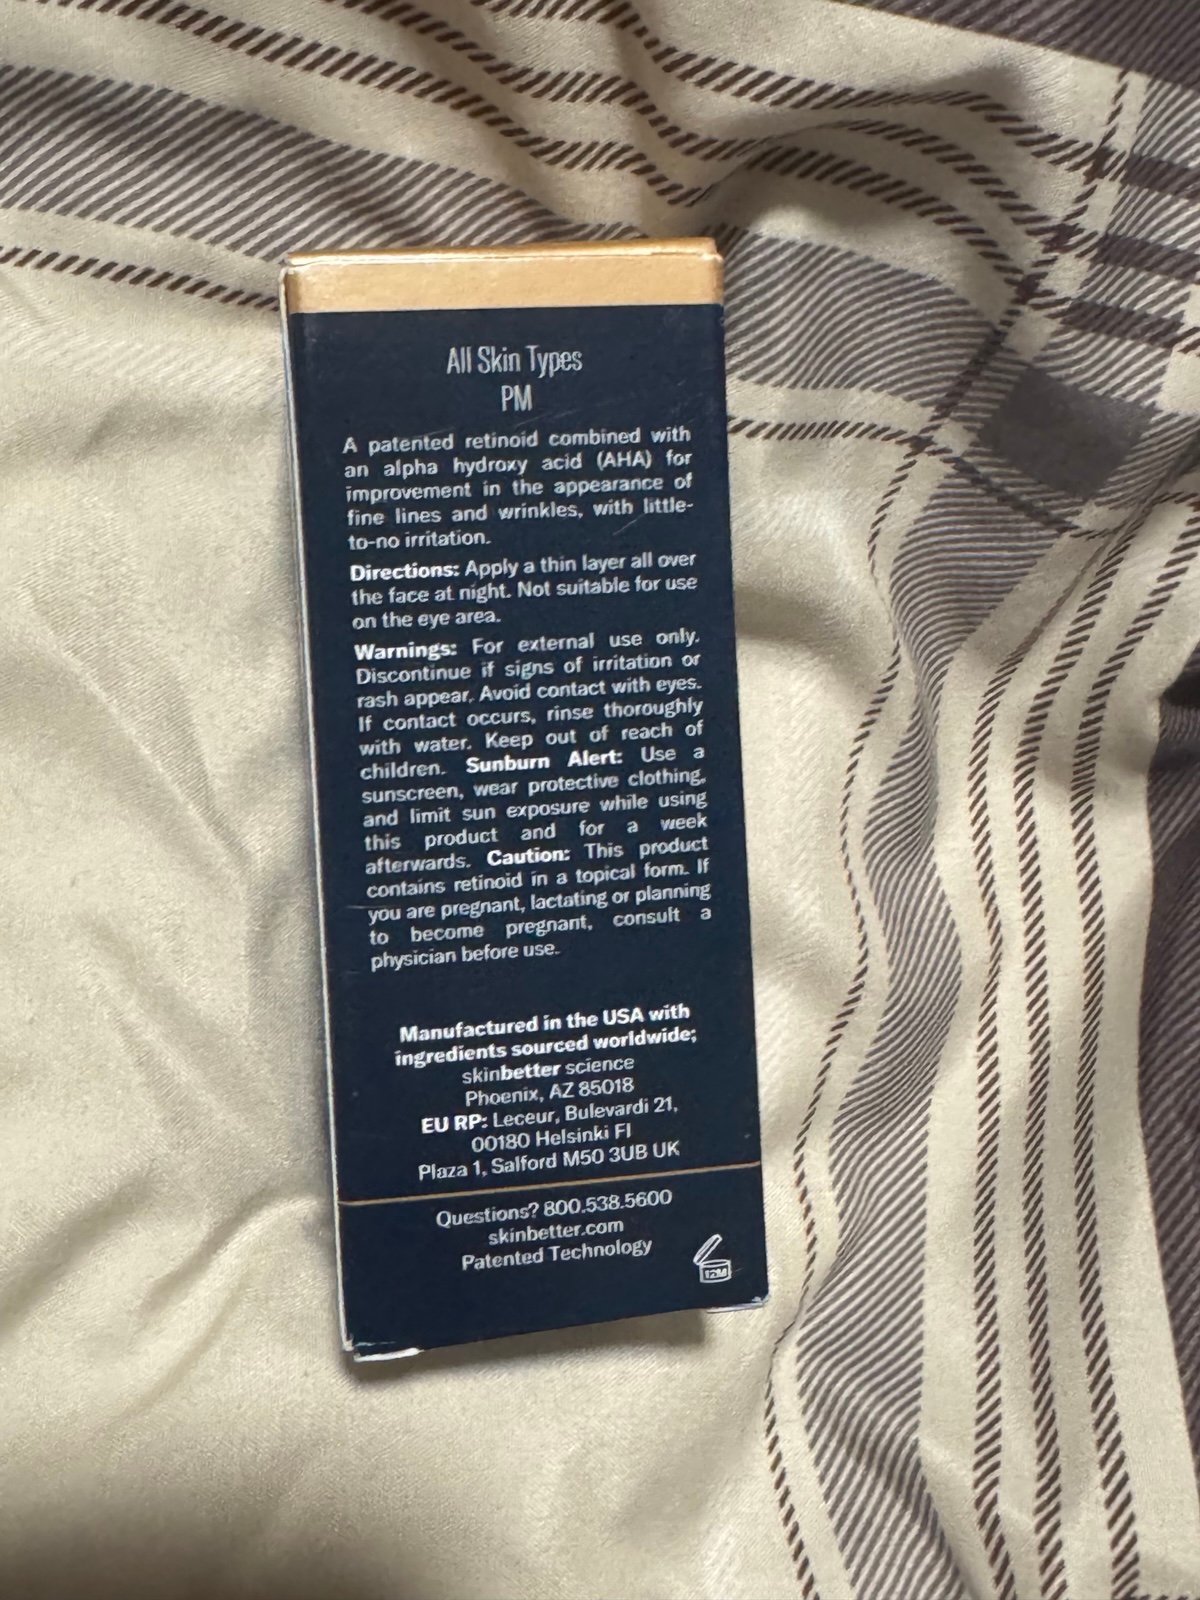 All Skin Types
PM
A patented retinoid combined with
an alpha hydroxy acid (AHA) for
improvement in the appearance of
fine lines and wrinkles, with little-
to-no irritation.
Directions: Apply a thin layer all over
the face at night. Not suitable for use
on the eye area.
Warnings: For external use only.
Discontinue if signs of irritation or
rash appear. Avoid contact with eyes.
If contact occurs, rinse thoroughly
with water. Keep out of reach of
children. Sunburn Alert: Use a
sunscreen, wear protective clothing,
and limit sun exposure while using
this product and for a week
afterwards. Caution: This product
contains retinoid in a topical form. If
you are pregnant, lactating or planning
to become pregnant, consult a
physician before use.
Manufactured in the USA with
ingredients sourced worldwide;
skinbetter science
Phoenix, AZ 85018
EU RP: Leceur, Bulevardi 21,
00180 Helsinki FI
Plaza 1, Salford M50 3UB UK
Questions? 800.538.5600
skinbetter.com
Patented Technology
12M